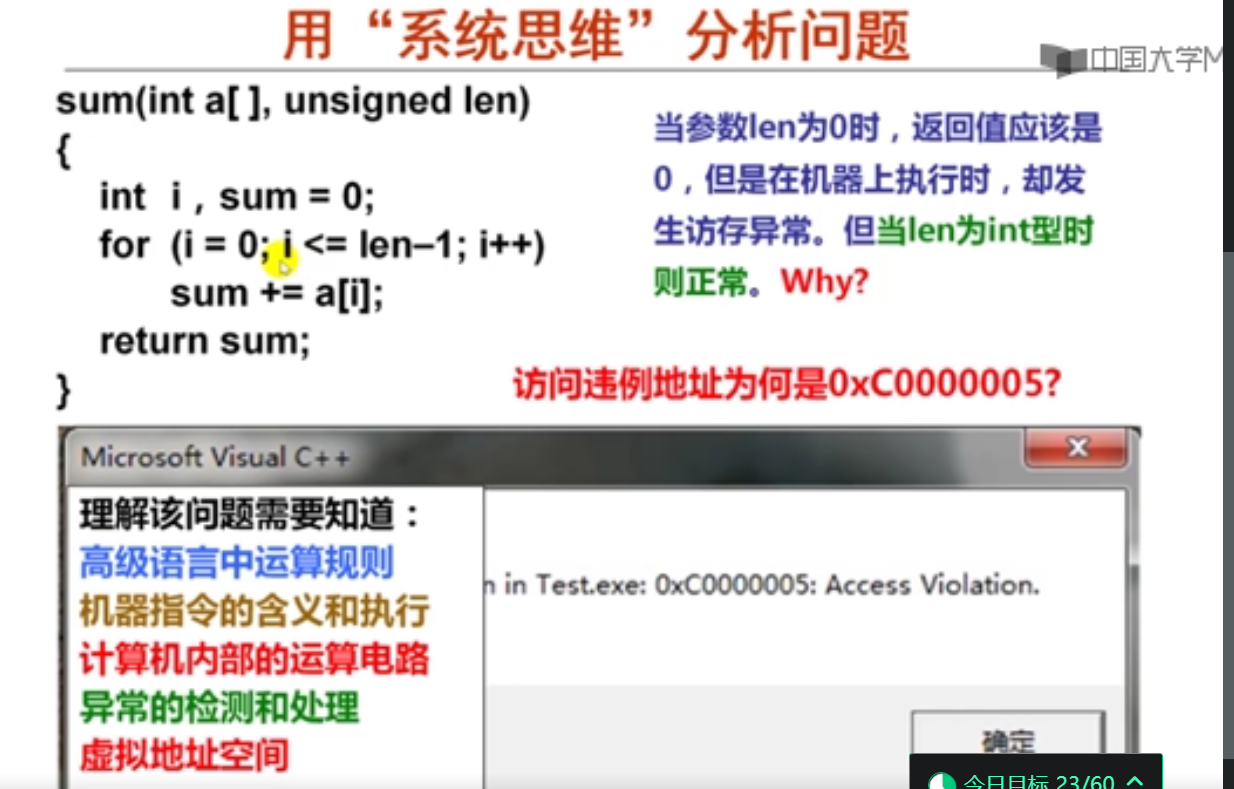 用“系统思维”分析问题
中国大学M
sum(int a[ ], unsigned len)
{
int i , sum = 0;
for (i = 0; i <= len–1; i++)
sum += a[i];
return sum;
}
当参数len为0时，返回值应该是
0，但是在机器上执行时，却发
生访存异常。但当len为int型时
则正常。Why?
访问违例地址为何是0xC0000005?
Microsoft Visual C++
理解该问题需要知道：
高级语言中运算规则
机器指令的含义和执行
计算机内部的运算电路
异常的检测和处理
虚拟地址空间
n in Test.exe: 0xC0000005: Access Violation.
确定
今日目标 23/60